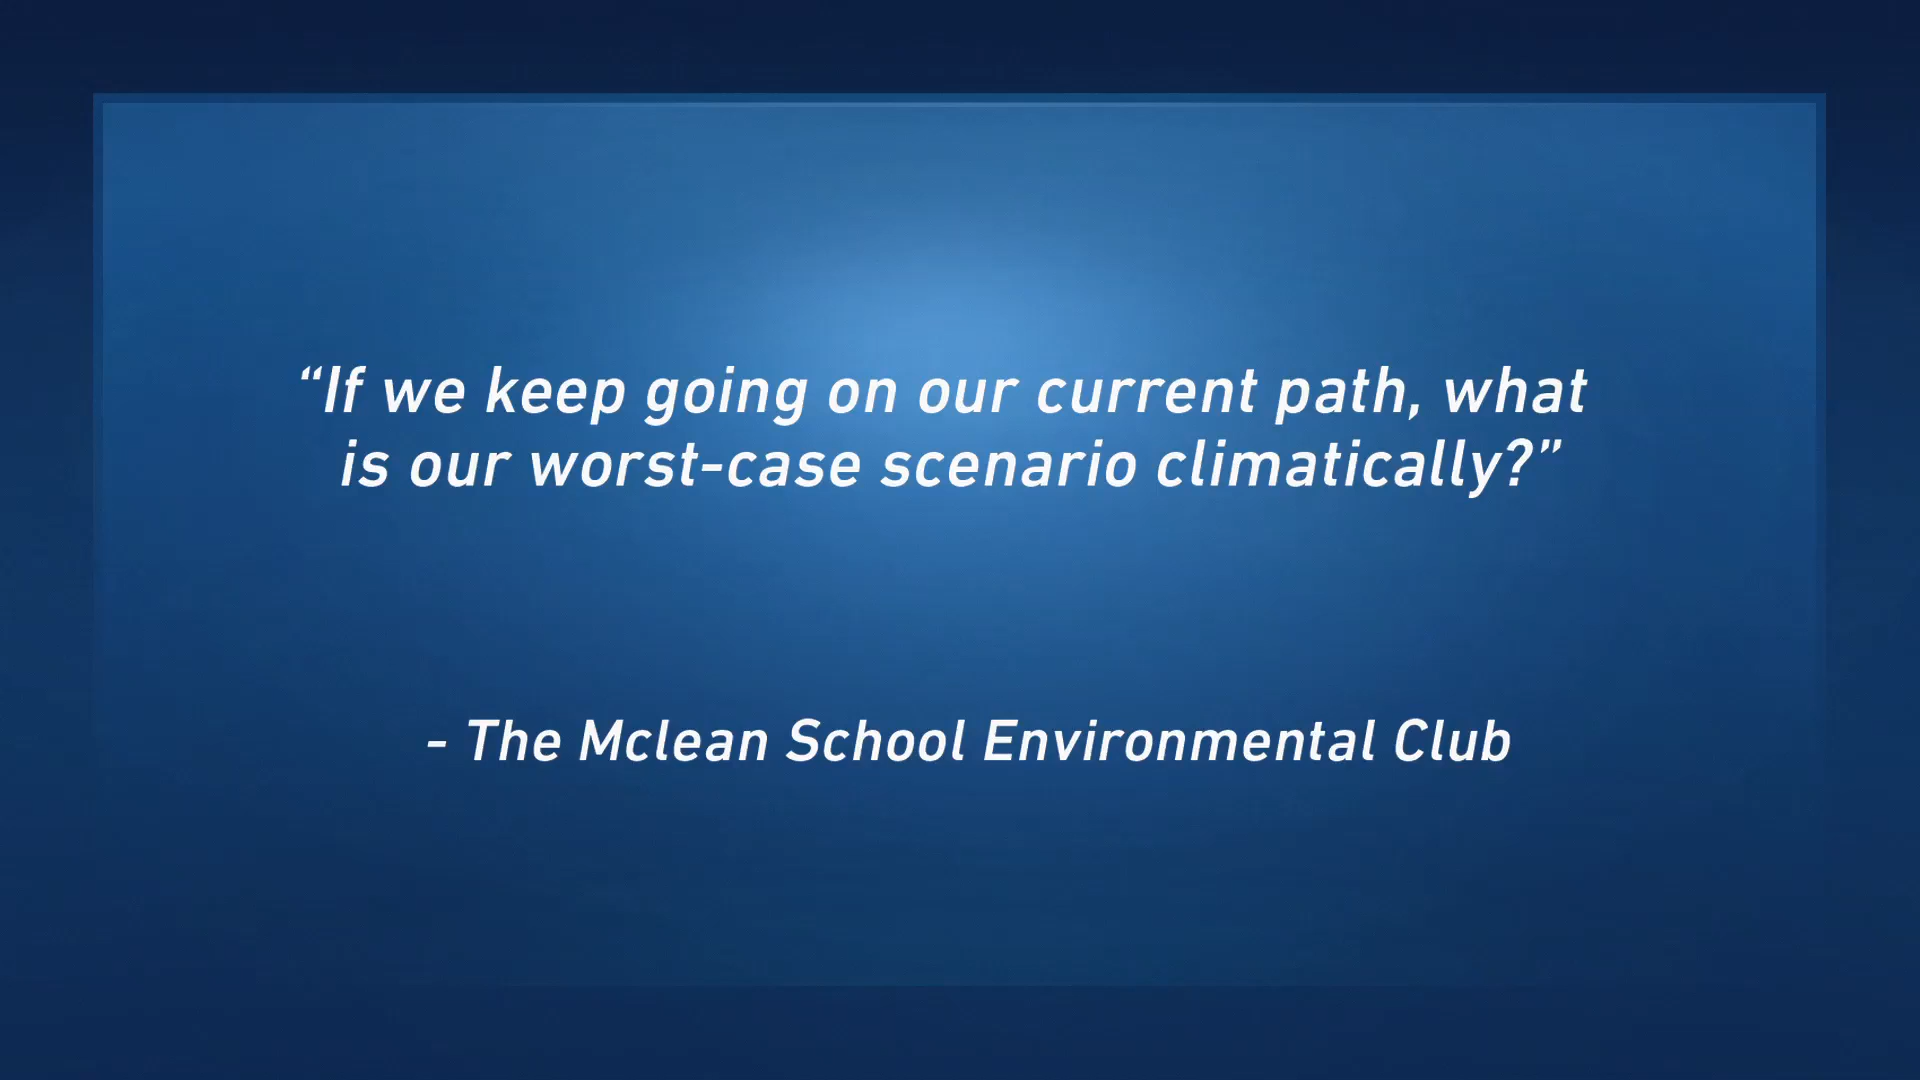 “If we keep going on our current path, what
is our worst-case scenario climatically?”
- The Mclean School Environmental Club